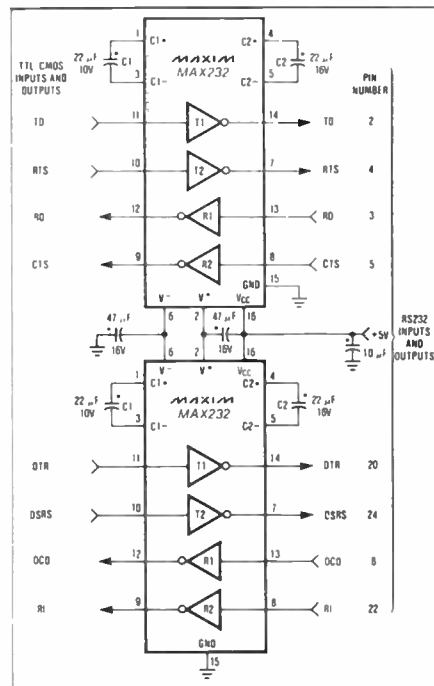 TTL CMOS INPUTS AND OUTPUTS
PIN NUMBER
22 µF 10V C1
1 C1+
3 C1-
MAXIM
MAX232
C2+ 4
C2- 5
C2 22 µF 16V
TD 11 T1 14 TD 2
RTS 10 T2 7 RTS 4
RD 12 R1 13 RD 3
CTS 9 R2 8 CTS 5
GND 15
V- V+ VCC
6 2 16
47 µF 16V
47 µF 16V
+5V
10 µF
RS232 INPUTS AND OUTPUTS
6 2 16
V- V+ VCC
22 µF 10V C1
1 C1+
3 C1-
MAXIM
MAX232
C2+ 4
C2- 5
C2 22 µF 16V
DTR 11 T1 14 DTR 20
DSRS 10 T2 7 DSRS 24
DCD 12 R1 13 DCD 8
RI 9 R2 8 RI 22
GND
15